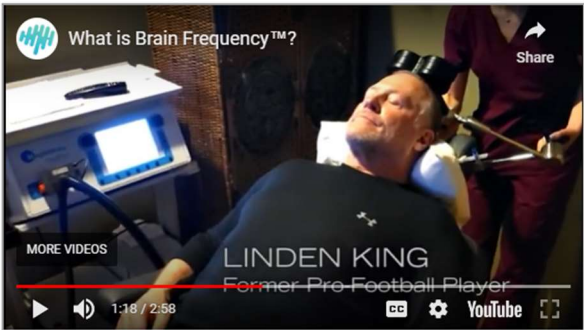 What is Brain Frequency™?
Share
MORE VIDEOS
LINDEN KING
Former Pro Football Player
1:18 / 2:58
CC
YouTube